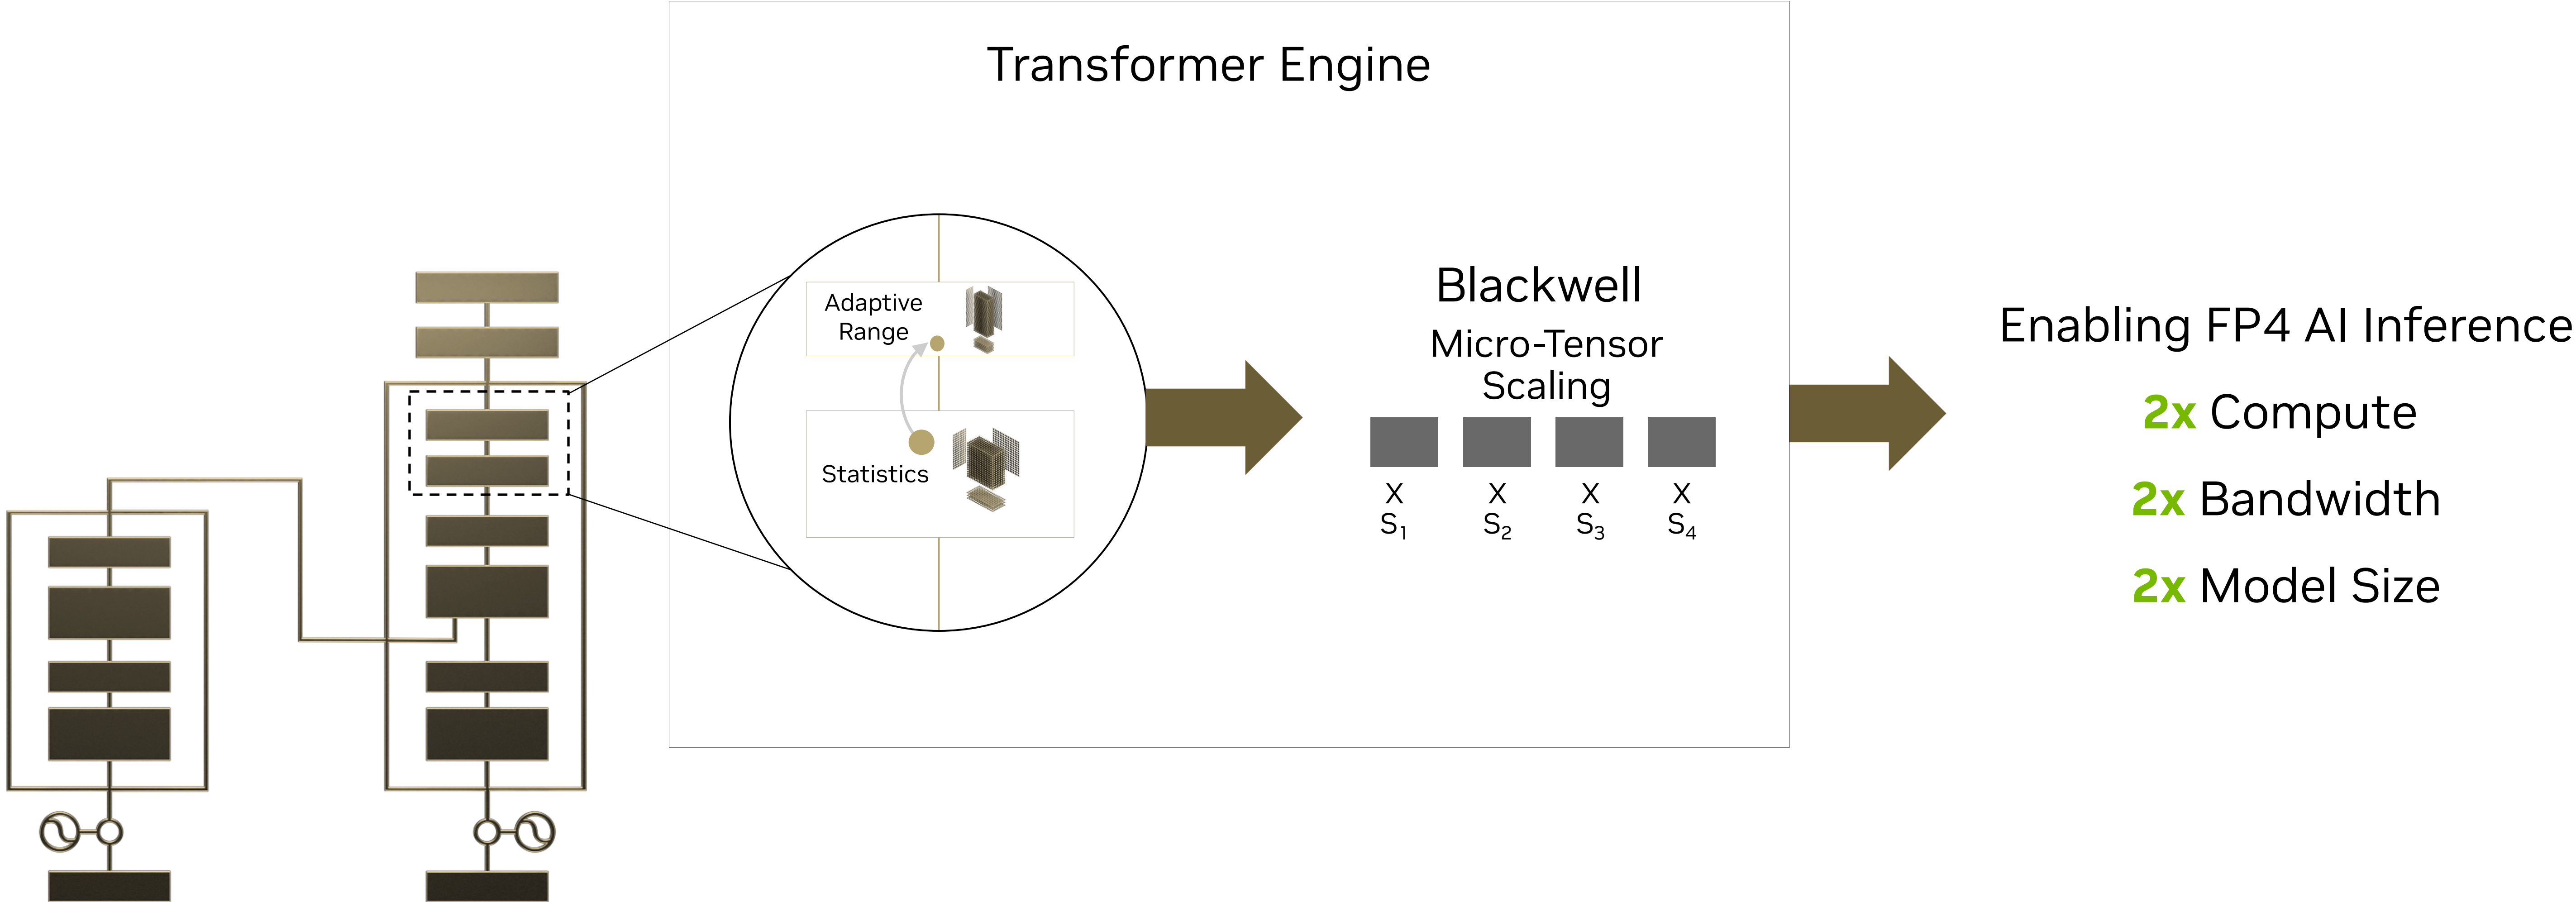 Transformer Engine
Adaptive
Range
Statistics
Blackwell
Micro-Tensor
Scaling
X X X X
S₁ S₂ S₃ S₄
Enabling FP4 AI Inference
2x Compute
2x Bandwidth
2x Model Size